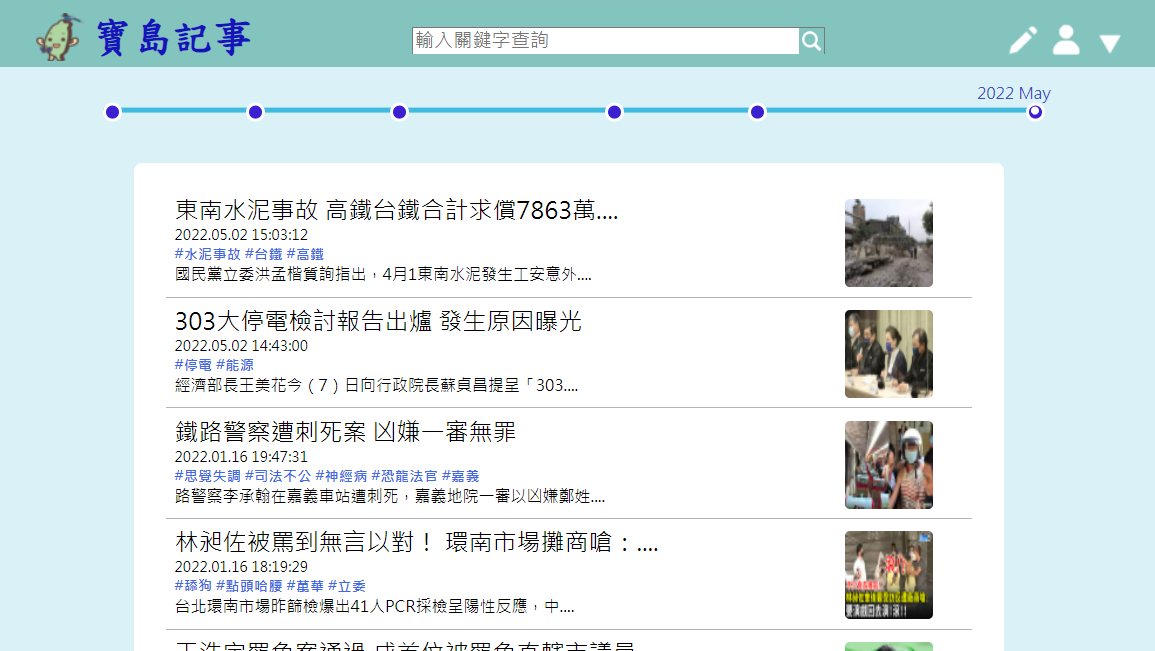 寶島記事
輸入關鍵字查詢
2022 May
東南水泥事故 高鐵台鐵合計求償7863萬....
2022.05.02 15:03:12
#水泥事故 #台鐵 #高鐵
國民黨立委洪孟楷質詢指出，4月1東南水泥發生工安意外....
303大停電檢討報告出爐 發生原因曝光
2022.05.02 14:43:00
#停電 #能源
經濟部長王美花今（7）日向行政院長蘇貞昌提呈「303....
鐵路警察遭刺死案 凶嫌一審無罪
2022.01.16 19:47:31
#思覺失調 #司法不公 #神經病 #恐龍法官 #嘉義
路警察李承翰在嘉義車站遭刺死，嘉義地院一審以凶嫌鄭姓....
林昶佐被罵到無言以對！ 環南市場攤商嗆：....
2022.01.16 18:19:29
#舔狗 #點頭哈腰 #萬華 #立委
台北環南市場昨篩檢爆出41人PCR採檢呈陽性反應，中....